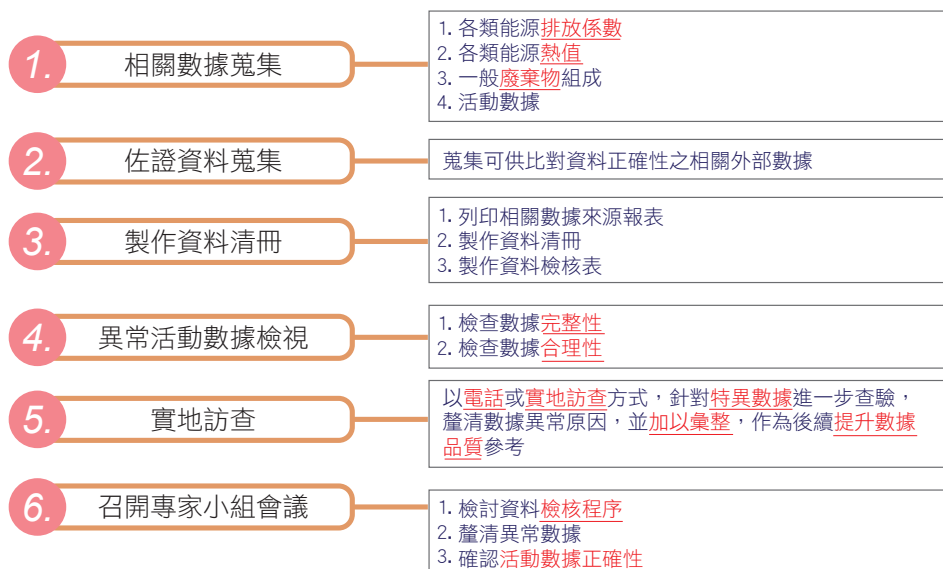 1. 相關數據蒐集
1. 各類能源排放係數
2. 各類能源熱值
3. 一般廢棄物組成
4. 活動數據
2. 佐證資料蒐集
蒐集可供比對資料正確性之相關外部數據
3. 製作資料清冊
1. 列印相關數據來源報表
2. 製作資料清冊
3. 製作資料檢核表
4. 異常活動數據檢視
1. 檢查數據完整性
2. 檢查數據合理性
5. 實地訪查
以電話或實地訪查方式，針對特異數據進一步查驗，
釐清數據異常原因，並加以彙整，作為後續提升數據
品質參考
6. 召開專家小組會議
1. 檢討資料檢核程序
2. 釐清異常數據
3. 確認活動數據正確性